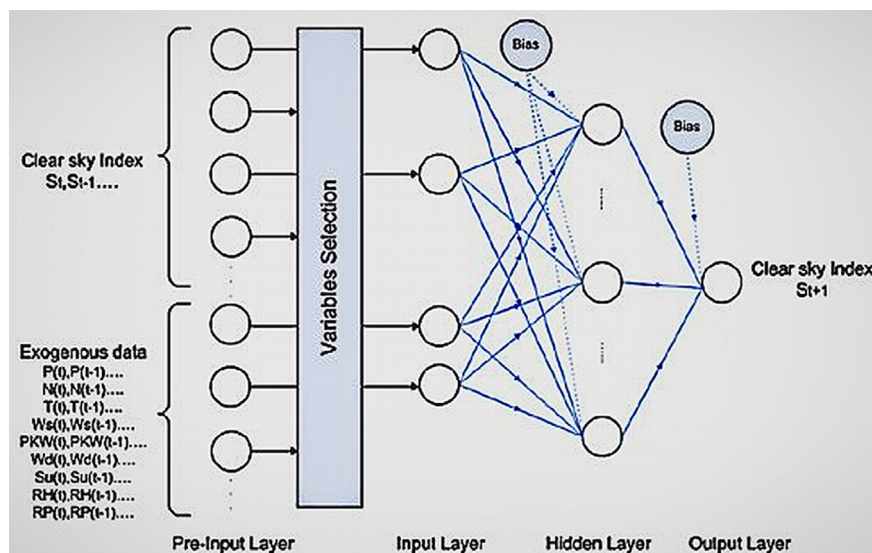 Clear sky Index
St,St-1....
Exogenous data
P(t),P(t-1)....
N(t),N(t-1)....
T(t),T(t-1)....
Ws(t),Ws(t-1)....
PKW(t),PKW(t-1)....
Wd(t),Wd(t-1)....
Su(t),Su(t-1)....
RH(t),RH(t-1)....
RP(t),RP(t-1)....
Variables Selection
Bias
Bias
Clear sky Index
St+1
Pre-Input Layer
Input Layer
Hidden Layer
Output Layer